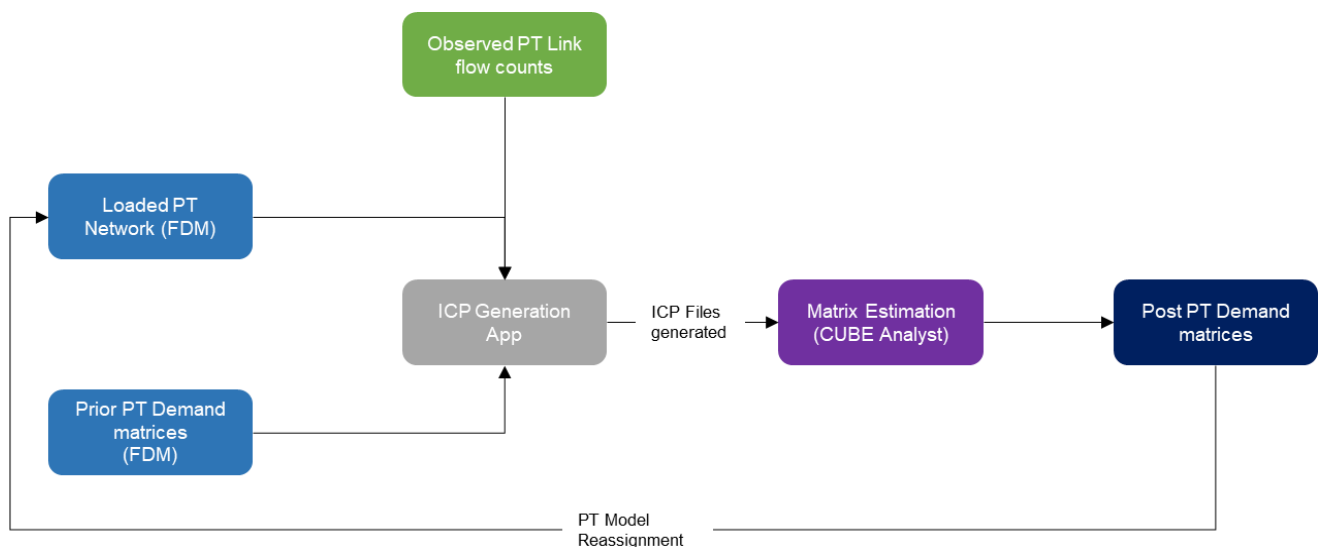 Observed PT Link
flow counts
Loaded PT
Network (FDM)
ICP Generation
App
ICP Files
generated
Matrix Estimation
(CUBE Analyst)
Post PT Demand
matrices
Prior PT Demand
matrices
(FDM)
PT Model
Reassignment